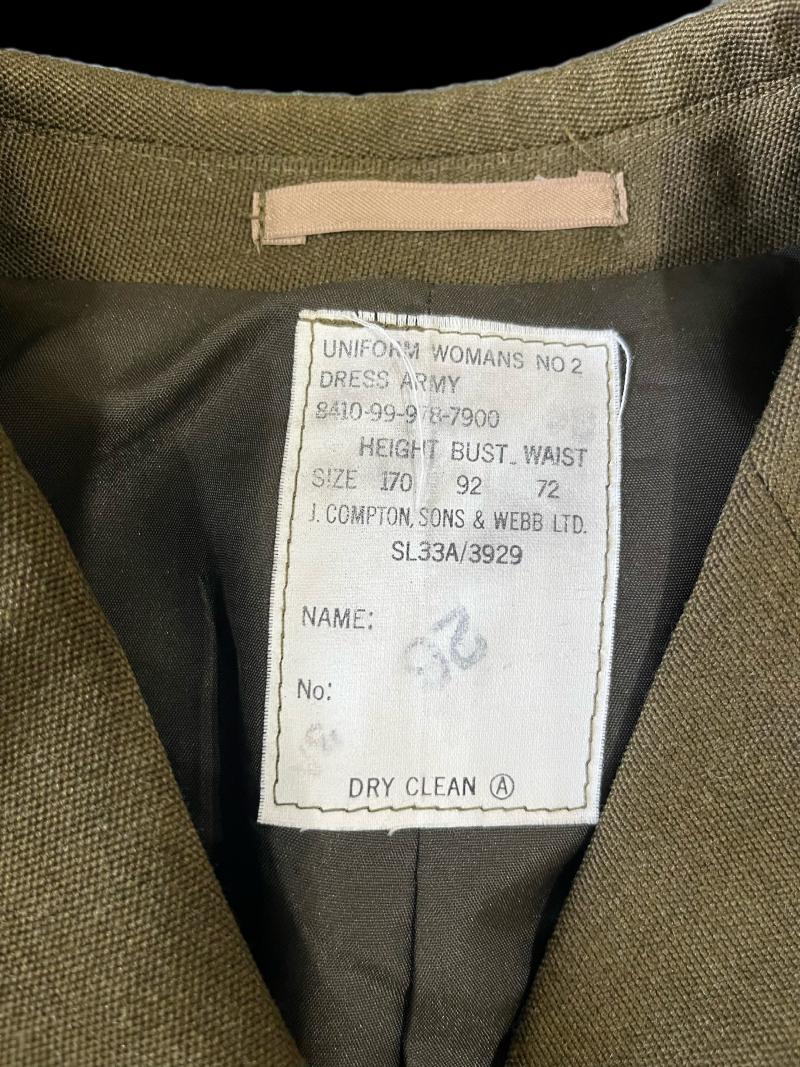 UNIFORM WOMANS NO 2
DRESS ARMY
8410-99-978-7900
HEIGHT BUST. WAIST
SIZE 170 92 72
J. COMPTON, SONS & WEBB LTD.
SL33A/3929
NAME:
No:
DRY CLEAN Ⓐ